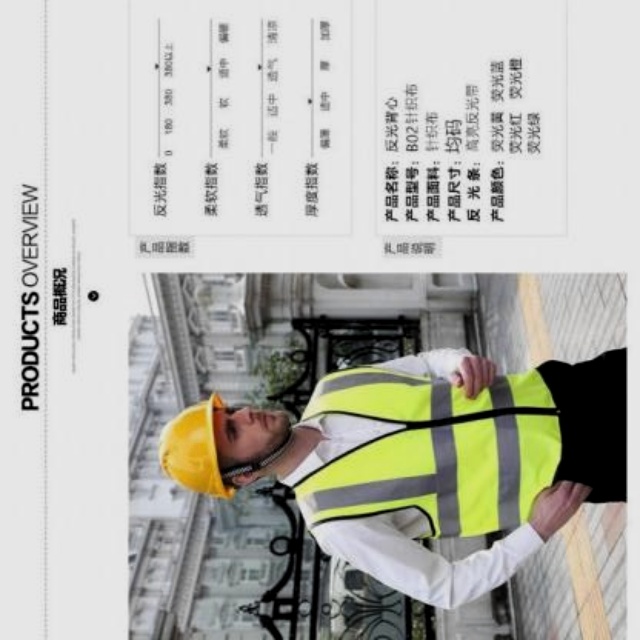 PRODUCTS OVERVIEW
商品概况
产品指数
反光指数
0 180 380 380以上
柔软指数
柔软 软 适中 偏硬
透气指数
一般 适中 透气 清凉
厚度指数
偏薄 适中 厚 加厚
产品说明
产品名称：反光背心
产品型号：B02针织布
产品面料：针织布
产品尺寸：均码
反 光 条：高亮反光带
产品颜色：荧光黄 荧光蓝
荧光红 荧光橙
荧光绿